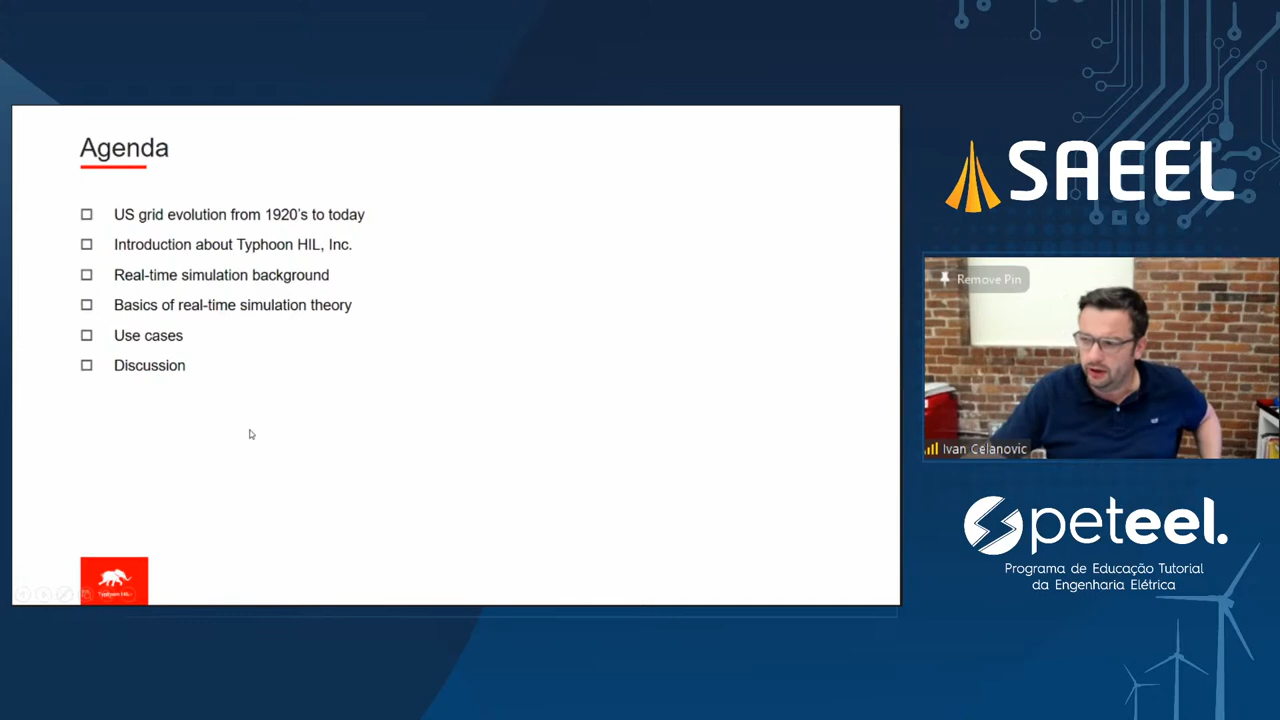 Agenda
US grid evolution from 1920's to today
Introduction about Typhoon HIL, Inc.
Real-time simulation background
Basics of real-time simulation theory
Use cases
Discussion
Typhoon HIL
SAEEL
Remove Pin
Ivan Celanovic
peteel.
Programa de Educação Tutorial
da Engenharia Elétrica